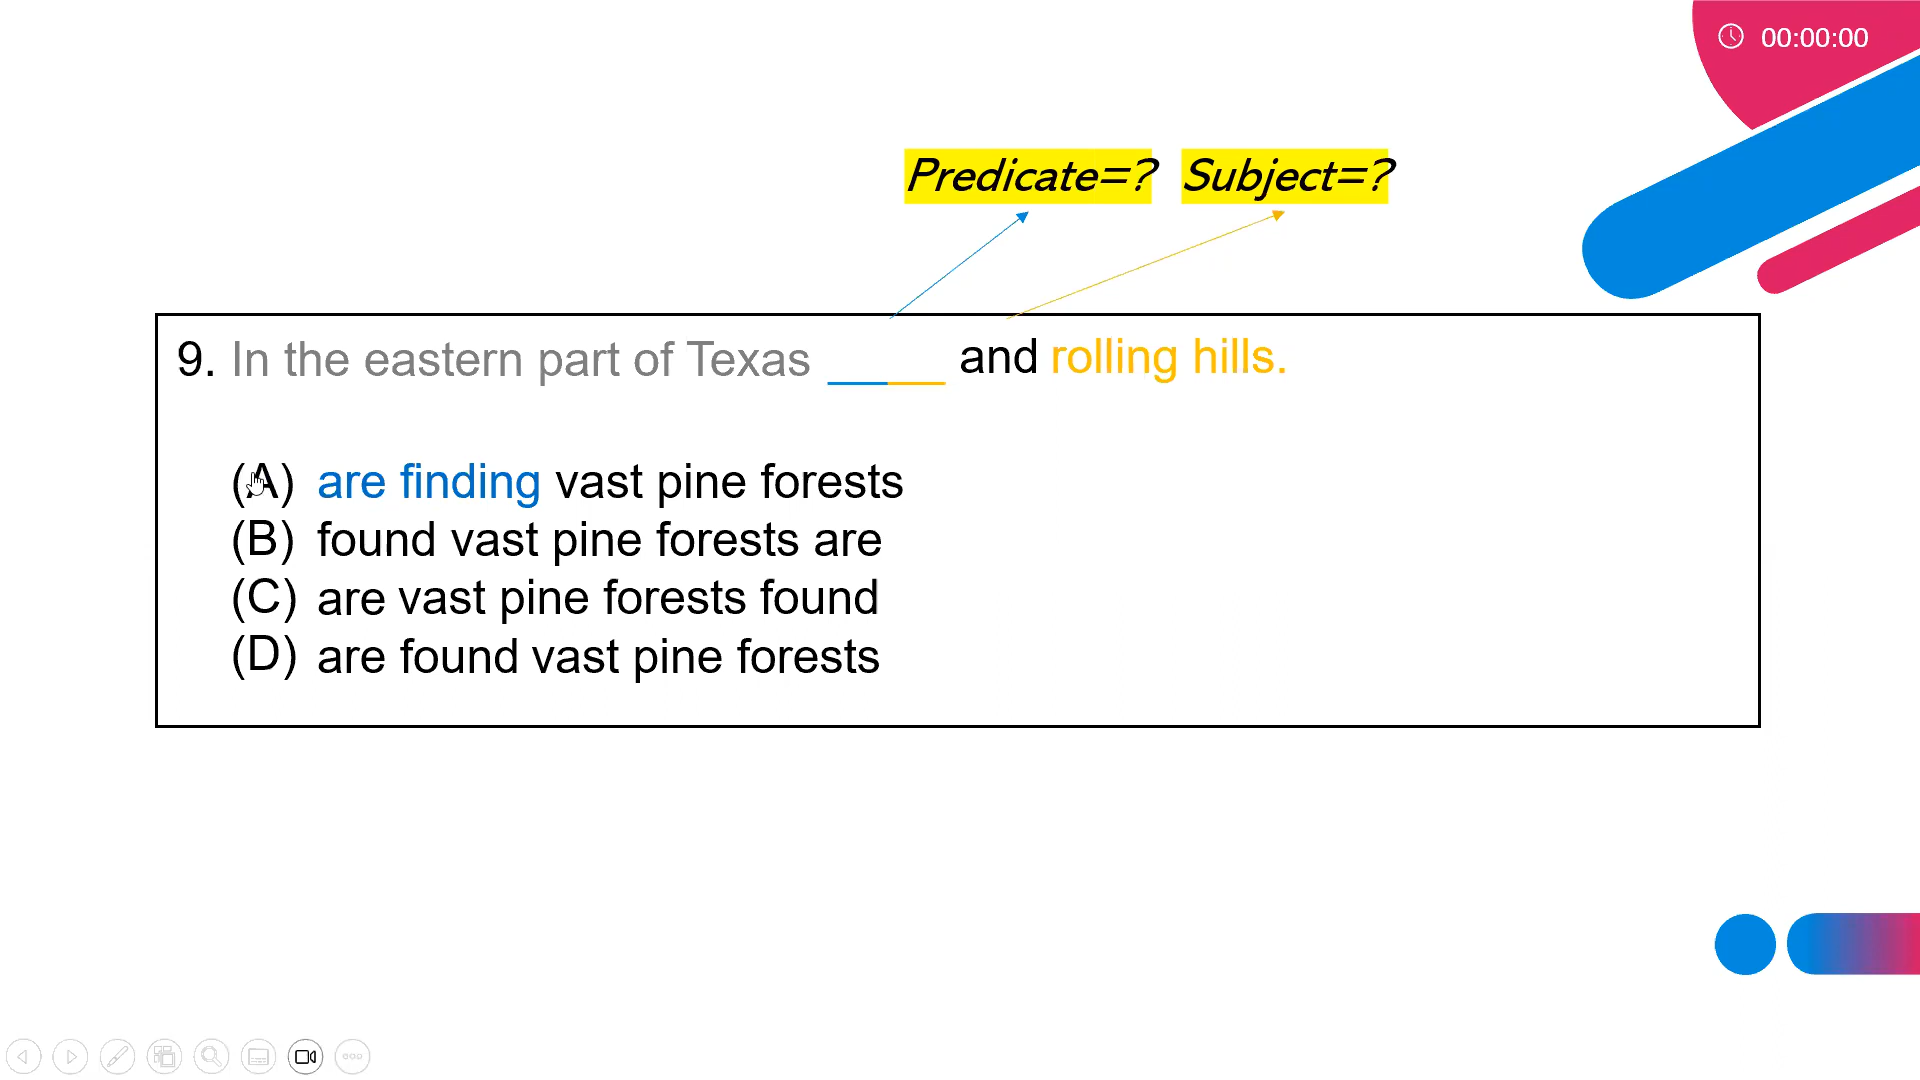 00:00:00
Predicate=? Subject=?
9. In the eastern part of Texas _____ and rolling hills.
(A) are finding vast pine forests
(B) found vast pine forests are
(C) are vast pine forests found
(D) are found vast pine forests